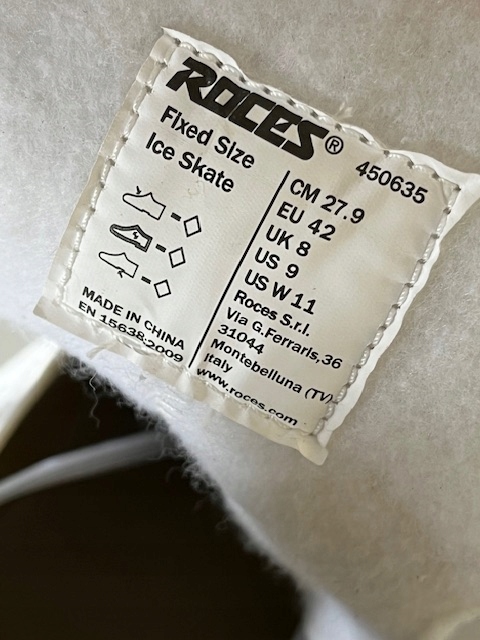 ROCES®
450635
Fixed Size
Ice Skate
MADE IN CHINA
EN 15638:2009
CM 27.9
EU 42
UK 8
US 9
US W 11
Roces S.r.l.
Via G.Ferraris,36
31044
Montebelluna (TV)
Italy
www.roces.com